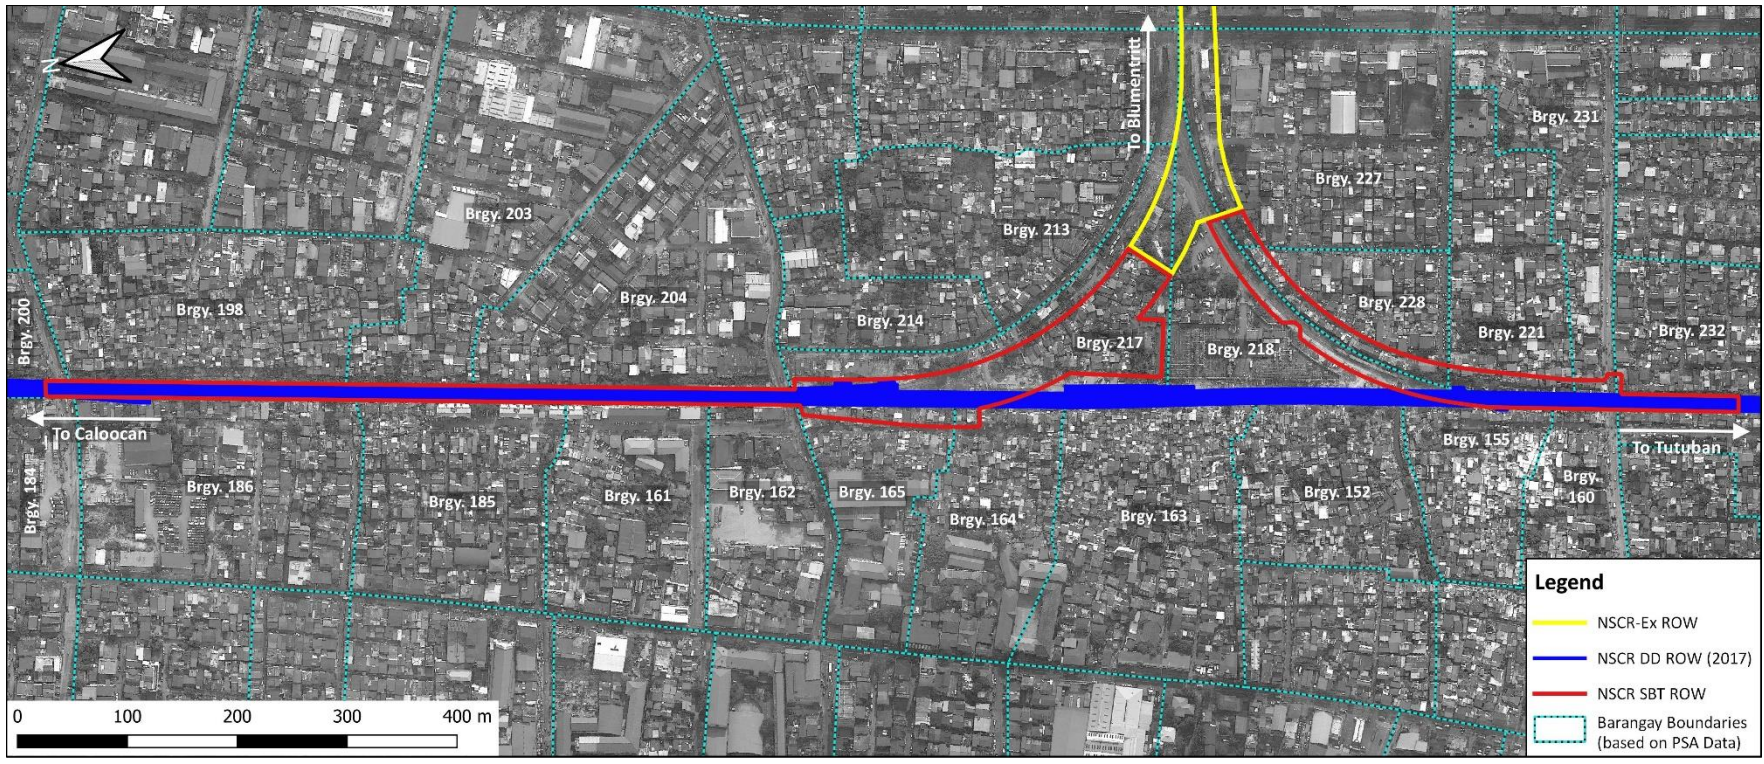 N
To Blumentritt
Brgy. 231
Brgy. 227
Brgy. 203
Brgy. 213
Brgy. 200
Brgy. 198
Brgy. 204
Brgy. 214
Brgy. 217
Brgy. 218
Brgy. 228
Brgy. 221
Brgy. 232
To Caloocan
To Tutuban
Brgy. 184
Brgy. 186
Brgy. 185
Brgy. 161
Brgy. 162
Brgy. 165
Brgy. 164
Brgy. 163
Brgy. 152
Brgy. 155
Brgy.
160
Legend
NSCR-Ex ROW
NSCR DD ROW (2017)
NSCR SBT ROW
Barangay Boundaries
(based on PSA Data)
0 100 200 300 400 m